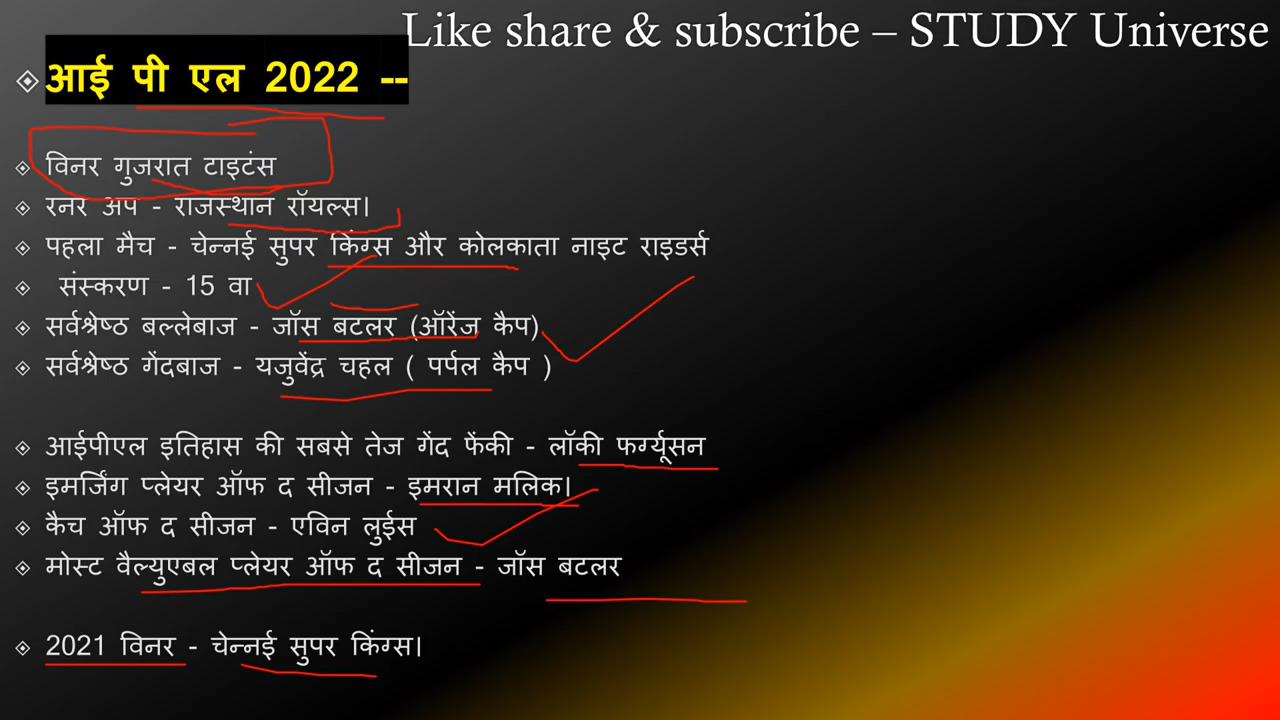 Like share & subscribe – STUDY Universe
आई पी एल 2022 --
विनर गुजरात टाइटंस
रनर अप - राजस्थान रॉयल्स।
पहला मैच - चेन्नई सुपर किंग्स और कोलकाता नाइट राइडर्स
संस्करण - 15 वा
सर्वश्रेष्ठ बल्लेबाज - जॉस बटलर (ऑरेंज कैप)
सर्वश्रेष्ठ गेंदबाज - यजुवेंद्र चहल ( पर्पल कैप )
आईपीएल इतिहास की सबसे तेज गेंद फेंकी - लॉकी फर्ग्यूसन
इमर्जिंग प्लेयर ऑफ द सीजन - इमरान मलिक।
कैच ऑफ द सीजन - एविन लुईस
मोस्ट वैल्युएबल प्लेयर ऑफ द सीजन - जॉस बटलर
2021 विनर - चेन्नई सुपर किंग्स।